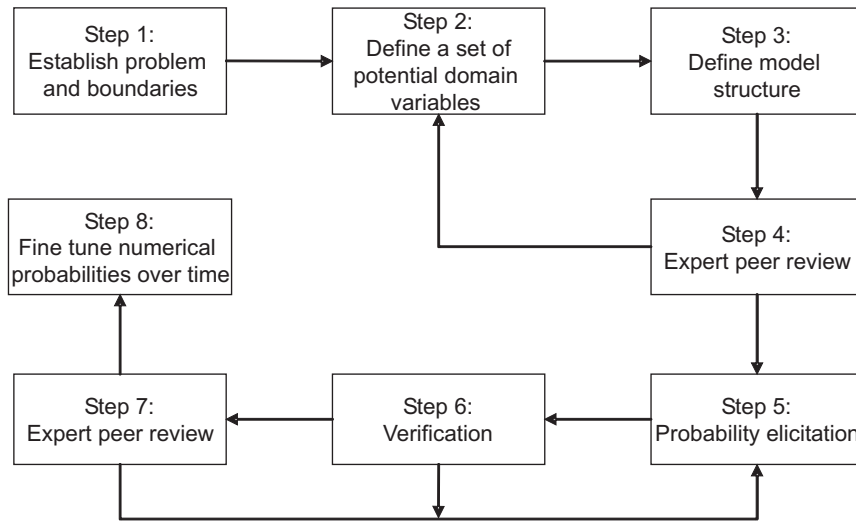 Step 1:
Establish problem
and boundaries
Step 2:
Define a set of
potential domain
variables
Step 3:
Define model
structure
Step 4:
Expert peer review
Step 5:
Probability elicitation
Step 6:
Verification
Step 7:
Expert peer review
Step 8:
Fine tune numerical
probabilities over time